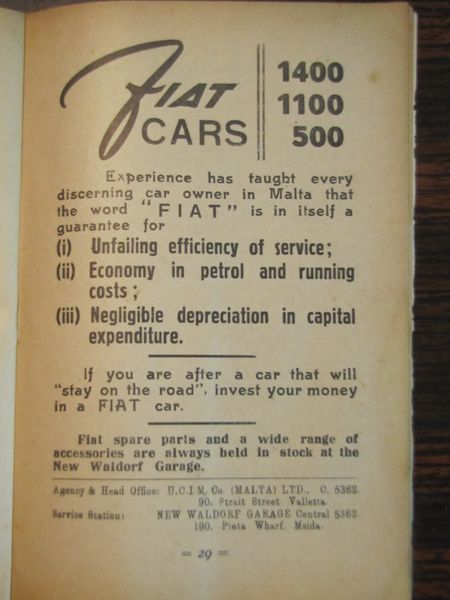 FIAT
CARS
1400
1100
500
Experience has taught every
discerning car owner in Malta that
the word "FIAT" is in itself a
guarantee for
(i) Unfailing efficiency of service;
(ii) Economy in petrol and running
costs;
(iii) Negligible depreciation in capital
expenditure.
If you are after a car that will
"stay on the road", invest your money
in a FIAT car.
Fiat spare parts and a wide range of
accessories are always held in stock at the
New Waldorf Garage.
Agency & Head Office: U.C.I.M. Co. (MALTA) LTD., C. 5362
90, Strait Street, Valletta.
Service Station: NEW WALDORF GARAGE Central 5362
190, Pieta Wharf, Msida.
= 29 =